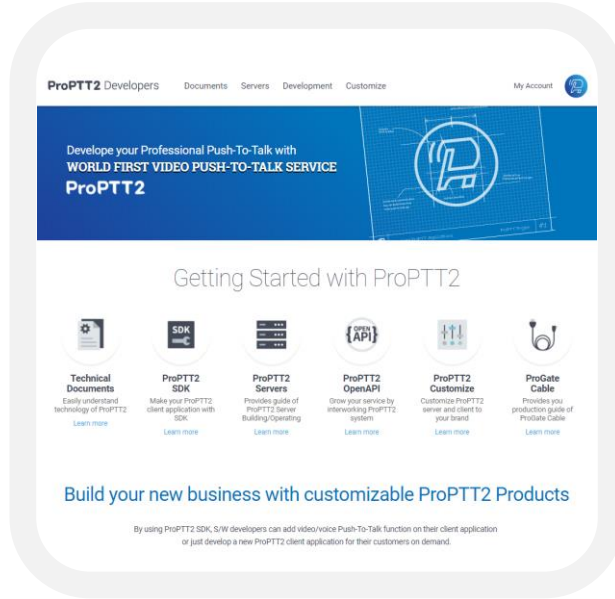 ProPTT2 Developers
Documents
Servers
Development
Customize
My Account
Develope your Professional Push-To-Talk with
WORLD FIRST VIDEO PUSH-TO-TALK SERVICE
ProPTT2
Getting Started with ProPTT2
SDK
OPEN
{API}
Technical
Documents
Easily understand
technology of ProPTT2
Learn more
ProPTT2
SDK
Make your ProPTT2
client application with
SDK
Learn more
ProPTT2
Servers
Provides guide of
ProPTT2 Server
Building/Operating
Learn more
ProPTT2
OpenAPI
Grow your service by
interworking ProPTT2
system
Learn more
ProPTT2
Customize
Customize ProPTT2
server and client to
your brand
Learn more
ProGate
Cable
Provides you
production guide of
ProGate Cable
Learn more
Build your new business with customizable ProPTT2 Products
By using ProPTT2 SDK, S/W developers can add video/voice Push-To-Talk function on their client application
or just develop a new ProPTT2 client application for their customers on demand.